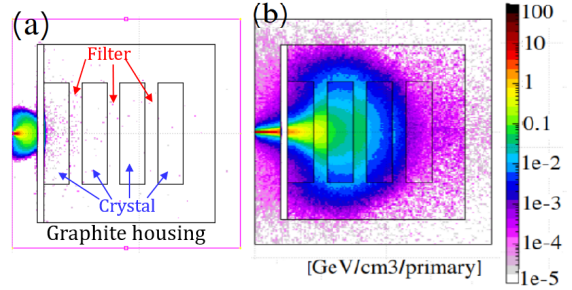 (a)
Filter
Crystal
Graphite housing
(b)
[GeV/cm3/primary]
100
10
1
0.1
1e-2
1e-3
1e-4
1e-5